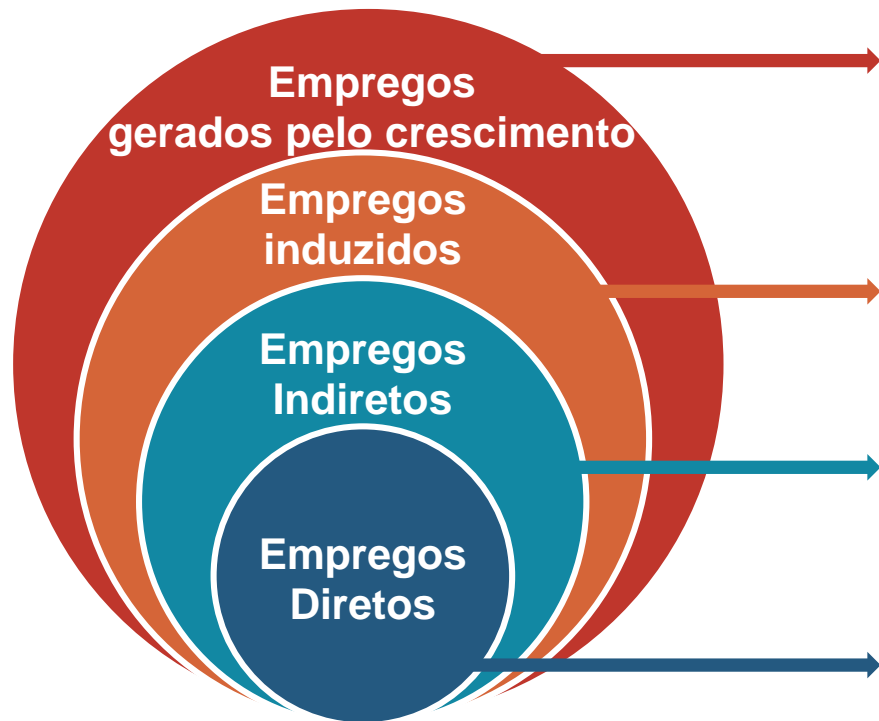 Empregos
gerados pelo crescimento
Empregos
induzidos
Empregos
Indiretos
Empregos
Diretos